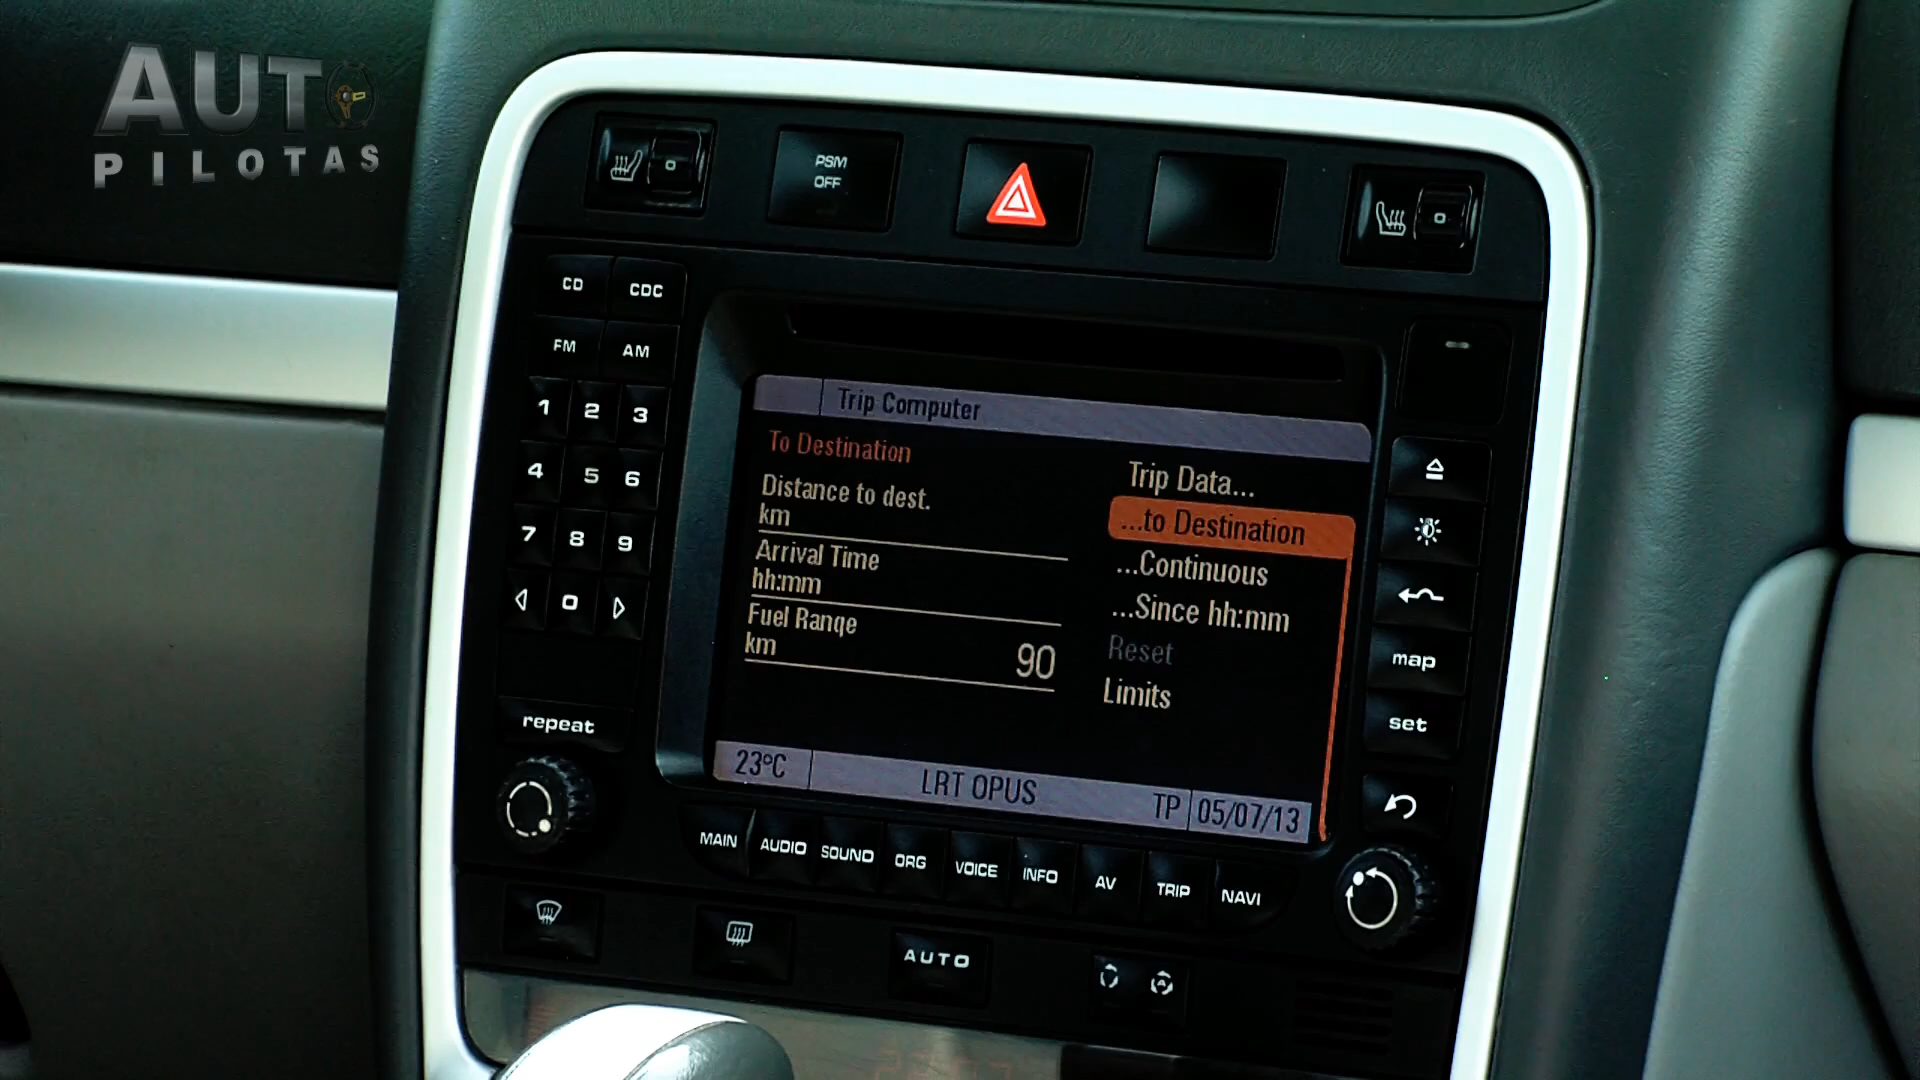 AUTO
PILOTAS
PSM
OFF
CD
CDC
FM
AM
1
2
3
4
5
6
7
8
9
0
repeat
Trip Computer
To Destination
Distance to dest.
km
Arrival Time
hh:mm
Fuel Range
km
90
Trip Data...
...to Destination
...Continuous
...Since hh:mm
Reset
Limits
23°C
LRT OPUS
TP
05/07/13
map
set
MAIN
AUDIO
SOUND
ORG
VOICE
INFO
AV
TRIP
NAVI
AUTO
A